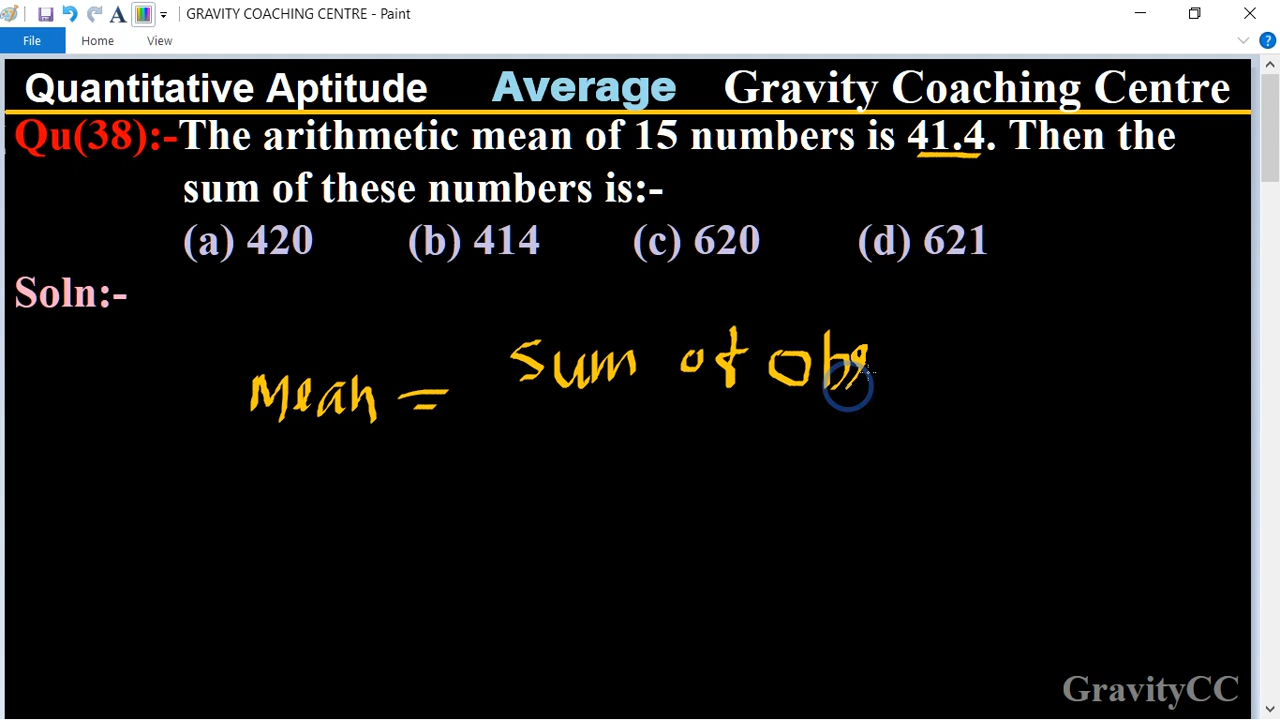 GRAVITY COACHING CENTRE - Paint
File Home View
Quantitative Aptitude Average Gravity Coaching Centre
Qu(38):-The arithmetic mean of 15 numbers is 41.4. Then the
sum of these numbers is:-
(a) 420 (b) 414 (c) 620 (d) 621
Soln:-
Mean = Sum of Obs
GravityCC